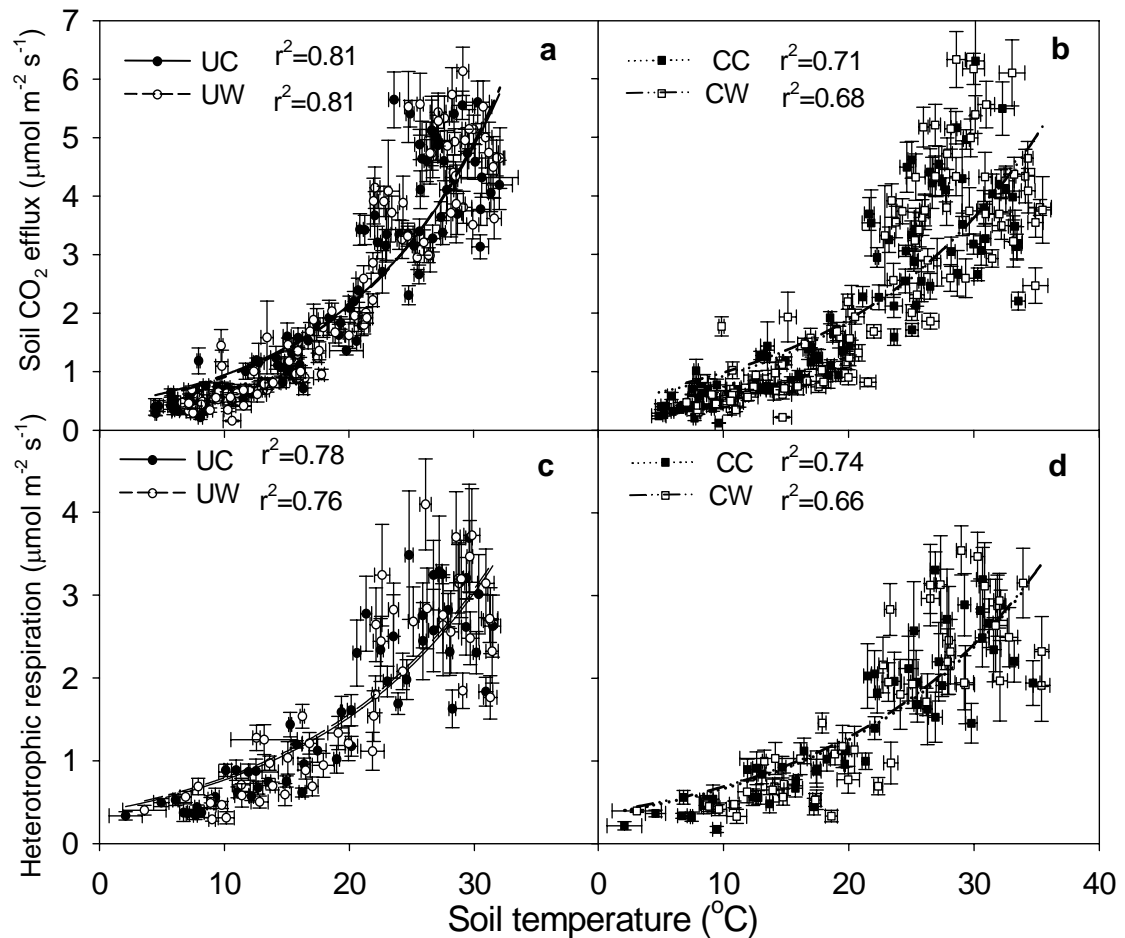 7
6
5
4
3
2
1
0
Soil CO2 efflux (μmol m-2 s-1)
UC r2=0.81
UW r2=0.81
a
CC r2=0.71
CW r2=0.68
b
4
3
2
1
0
Heterotrophic respiration (μmol m-2 s-1)
UC r2=0.78
UW r2=0.76
c
CC r2=0.74
CW r2=0.66
d
0 10 20 30 0 10 20 30 40
Soil temperature (oC)